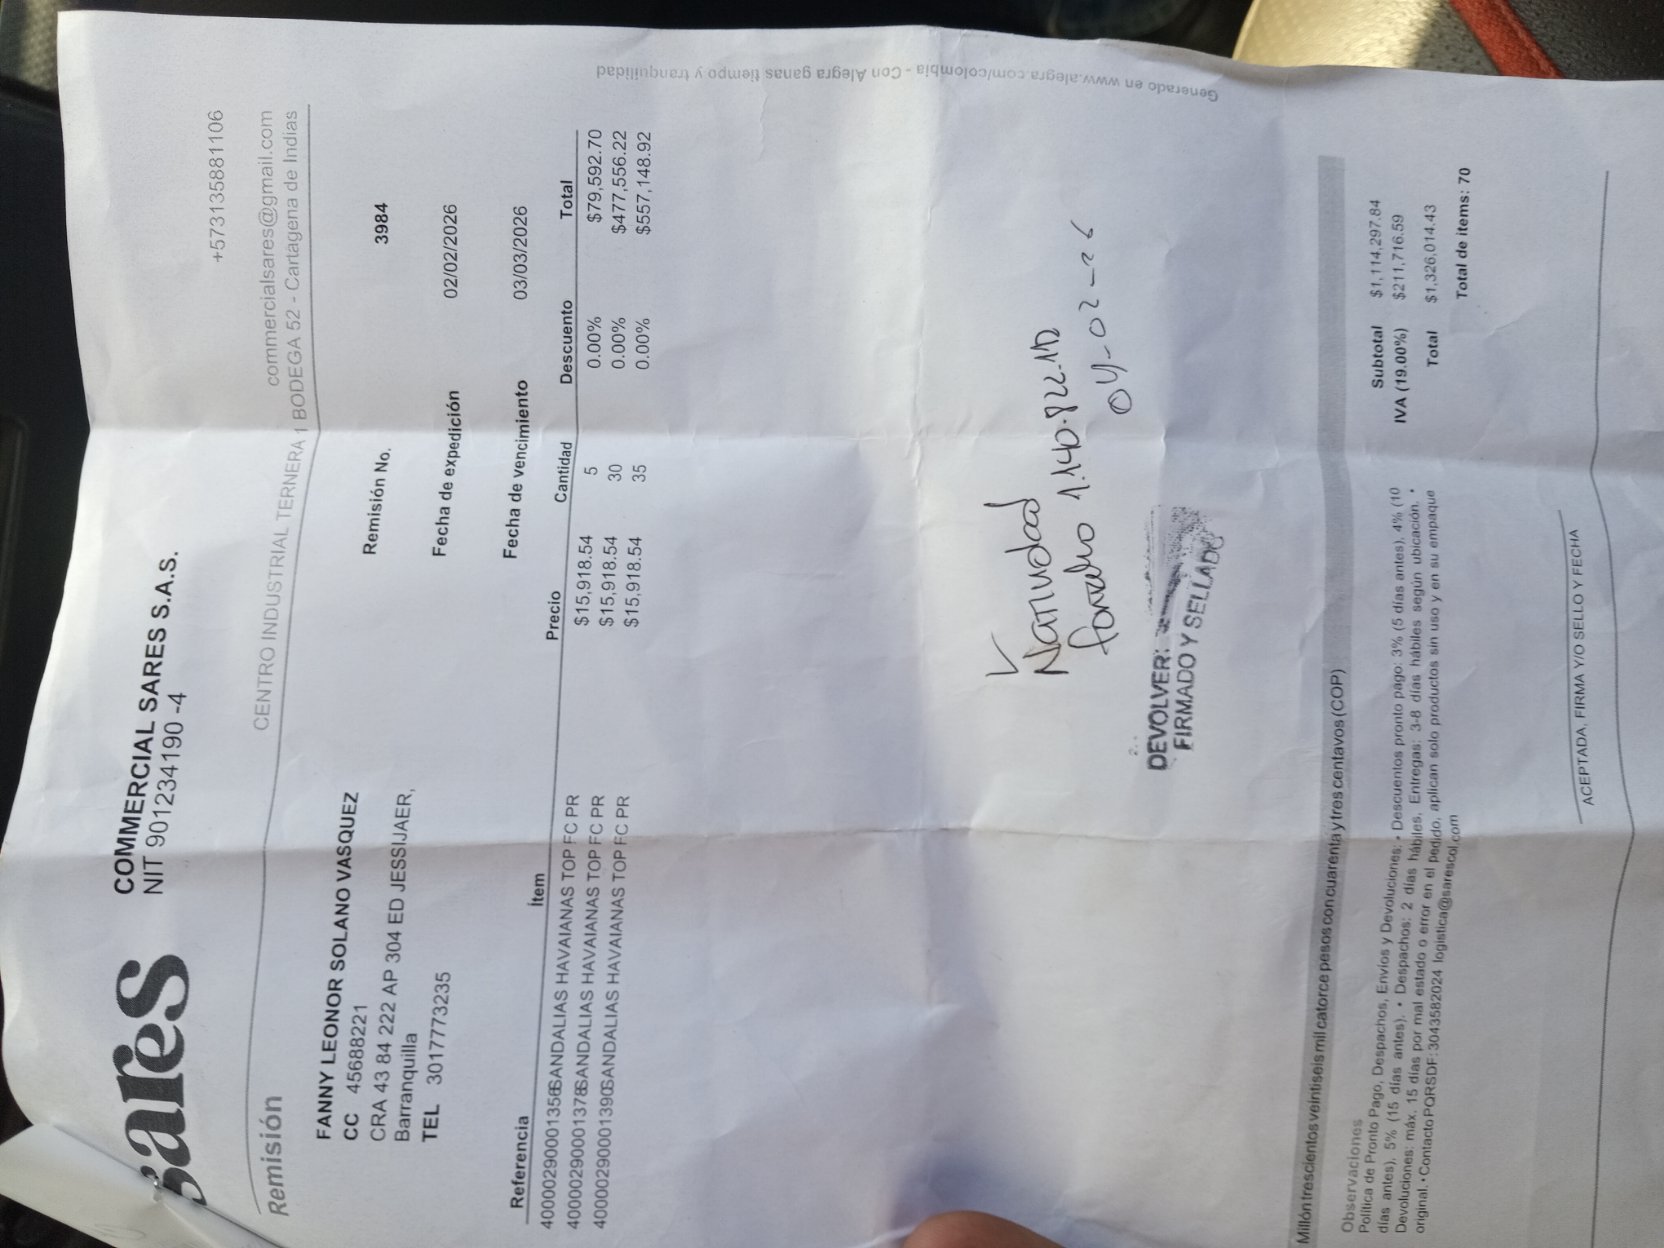 sares
COMMERCIAL SARES S.A.S.
NIT 901234190 -4
+573135881106
commercialsares@gmail.com
Remisión
CENTRO INDUSTRIAL TERNERA 1 BODEGA 52 - Cartagena de Indias
FANNY LEONOR SOLANO VASQUEZ
CC 45688221
CRA 43 84 222 AP 304 ED JESSIJAER,
Barranquilla
TEL 3017773235
Remisión No. 3984
Fecha de expedición 02/02/2026
Fecha de vencimiento 03/03/2026
Referencia Ítem Precio Cantidad Descuento Total
40000290001356 SANDALIAS HAVAIANAS TOP FC PR $15,918.54 5 0.00% $79,592.70
40000290001378 SANDALIAS HAVAIANAS TOP FC PR $15,918.54 30 0.00% $477,556.22
40000290001390 SANDALIAS HAVAIANAS TOP FC PR $15,918.54 35 0.00% $557,148.92
Generado en www.alegra.com/colombia - Con Alegra ganas tiempo y tranquilidad
Natividad
1.140.822.112
04-02-26
DEVOLVER:
FIRMADO Y SELLADO
Millón trescientos veintiseis mil catorce pesos con cuarenta y tres centavos (COP)
Observaciones
Política de Pronto Pago, Despachos, Envíos y Devoluciones: • Descuentos pronto pago: 3% (5 días antes), 4% (10
días antes), 5% (15 días antes). • Despachos: 2 días hábiles, Entregas: 3-8 días hábiles según ubicación. •
Devoluciones: máx. 15 días por mal estado o error en el pedido, aplican solo productos sin uso y en su empaque
original. • Contacto PQRSDF: 3043582024 logistica@sarescol.com
Subtotal $1,114,297.84
IVA (19.00%) $211,716.59
Total $1,326,014.43
Total de items: 70
ACEPTADA, FIRMA Y/O SELLO Y FECHA